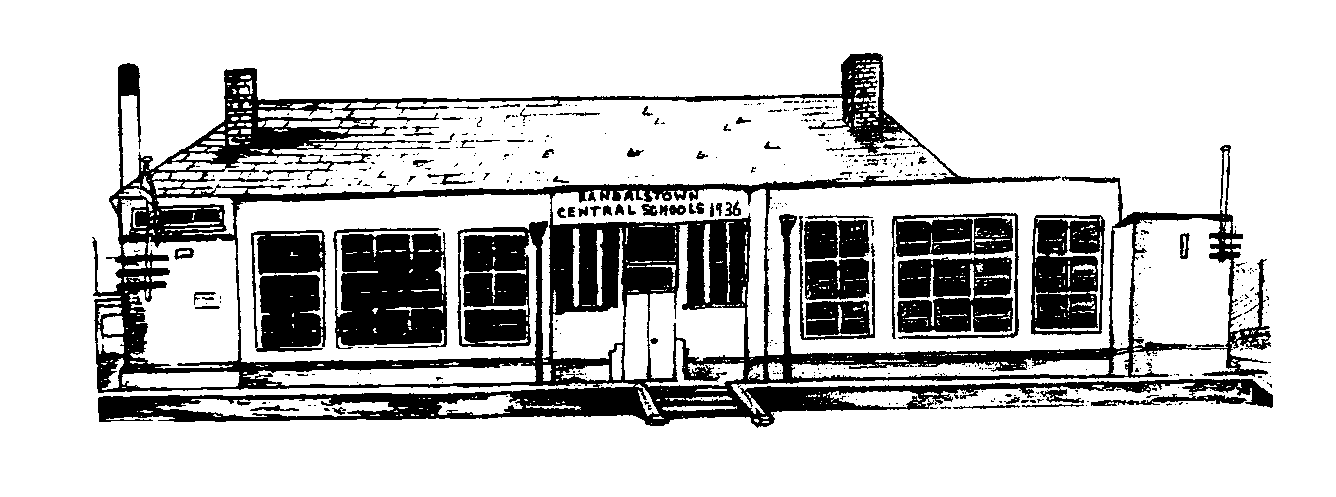 RANDALSTOWN
CENTRAL SCHOOLS 1936